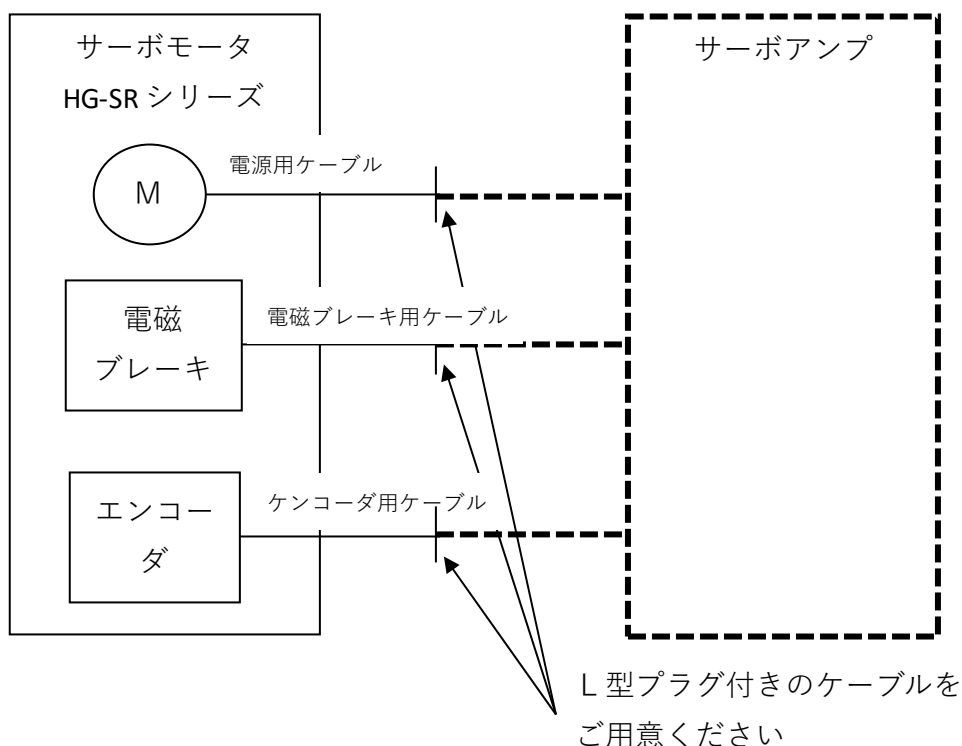 サーボモータ
HG-SR シリーズ
サーボアンプ
電源用ケーブル
M
電磁
ブレーキ
電磁ブレーキ用ケーブル
エンコー
ダ
ケンコーダ用ケーブル
L 型プラグ付きのケーブルを
ご用意ください